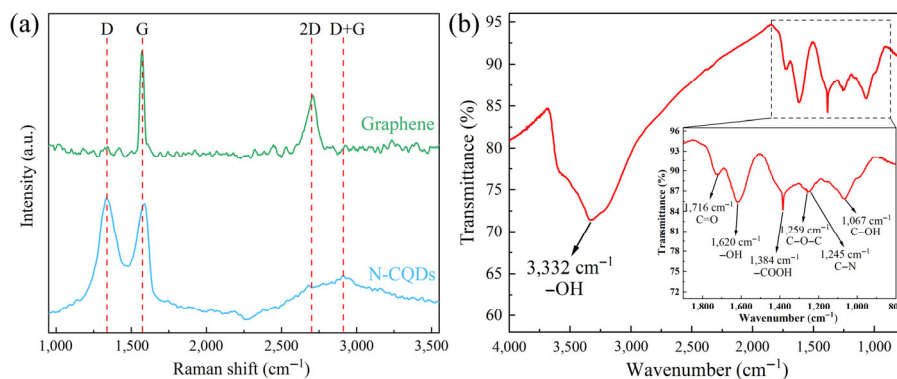 (a)
D G 2D D+G
Graphene
N-CQDs
Intensity (a.u.)
1,000 1,500 2,000 2,500 3,000 3,500
Raman shift (cm⁻¹)
(b)
95
90
85
80
75
70
65
60
Transmittance (%)
3,332 cm⁻¹
–OH
4,000 3,500 3,000 2,500 2,000 1,500 1,000
Wavenumber (cm⁻¹)
96
93
90
87
84
81
78
75
72
Transmittance (%)
1,716 cm⁻¹
C=O
1,620 cm⁻¹
–OH
1,384 cm⁻¹
–COOH
1,259 cm⁻¹
C–O–C
1,245 cm⁻¹
C–N
1,067 cm⁻¹
C–OH
1,800 1,600 1,400 1,200 1,000 80
Wavenumber (cm⁻¹)